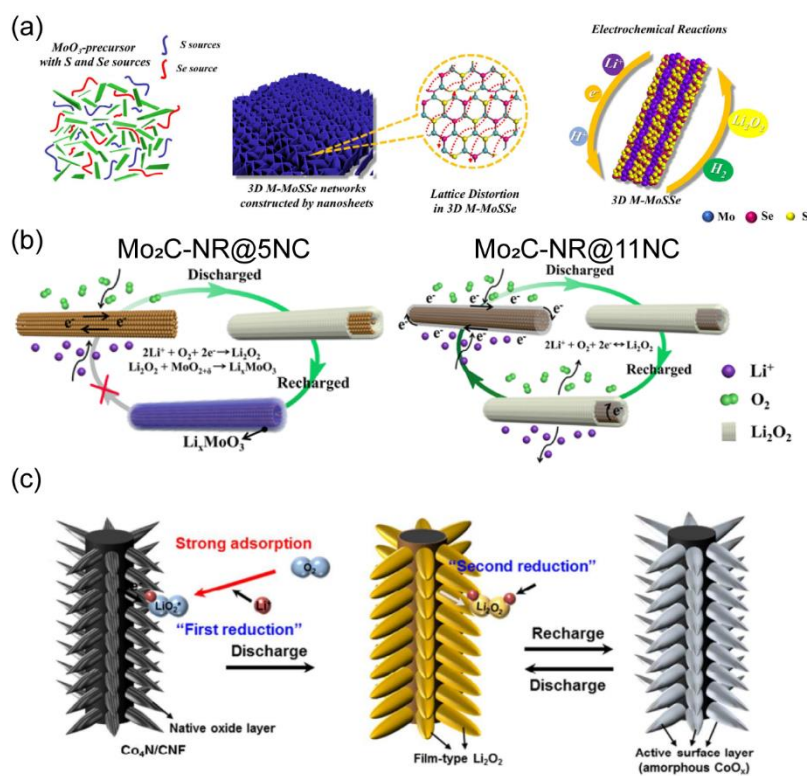 (a)
MoO₃-precursor
with S and Se sources
S sources
Se source
3D M-MoSSe networks
constructed by nanosheets
Lattice Distortion
in 3D M-MoSSe
Electrochemical Reactions
Li⁺
e⁻
H⁺
Li₂O₂
H₂
3D M-MoSSe
Mo
Se
S
(b)
Mo₂C-NR@5NC
Discharged
e⁻
e⁻
2Li⁺ + O₂ + 2e⁻→Li₂O₂
Li₂O₂ + MoO₂₊δ→LiₓMoO₃
Recharged
LiₓMoO₃
Mo₂C-NR@11NC
Discharged
e⁻
e⁻
e⁻
e⁻
e⁻
2Li⁺ + O₂ + 2e⁻↔Li₂O₂
Recharged
e⁻
Li⁺
O₂
Li₂O₂
(c)
Strong adsorption
O₂
LiO₂⁺
Li⁺
"First reduction"
Discharge
Native oxide layer
Co₄N/CNF
"Second reduction"
Film-type Li₂O₂
Recharge
Discharge
Active surface layer
(amorphous CoOₓ)